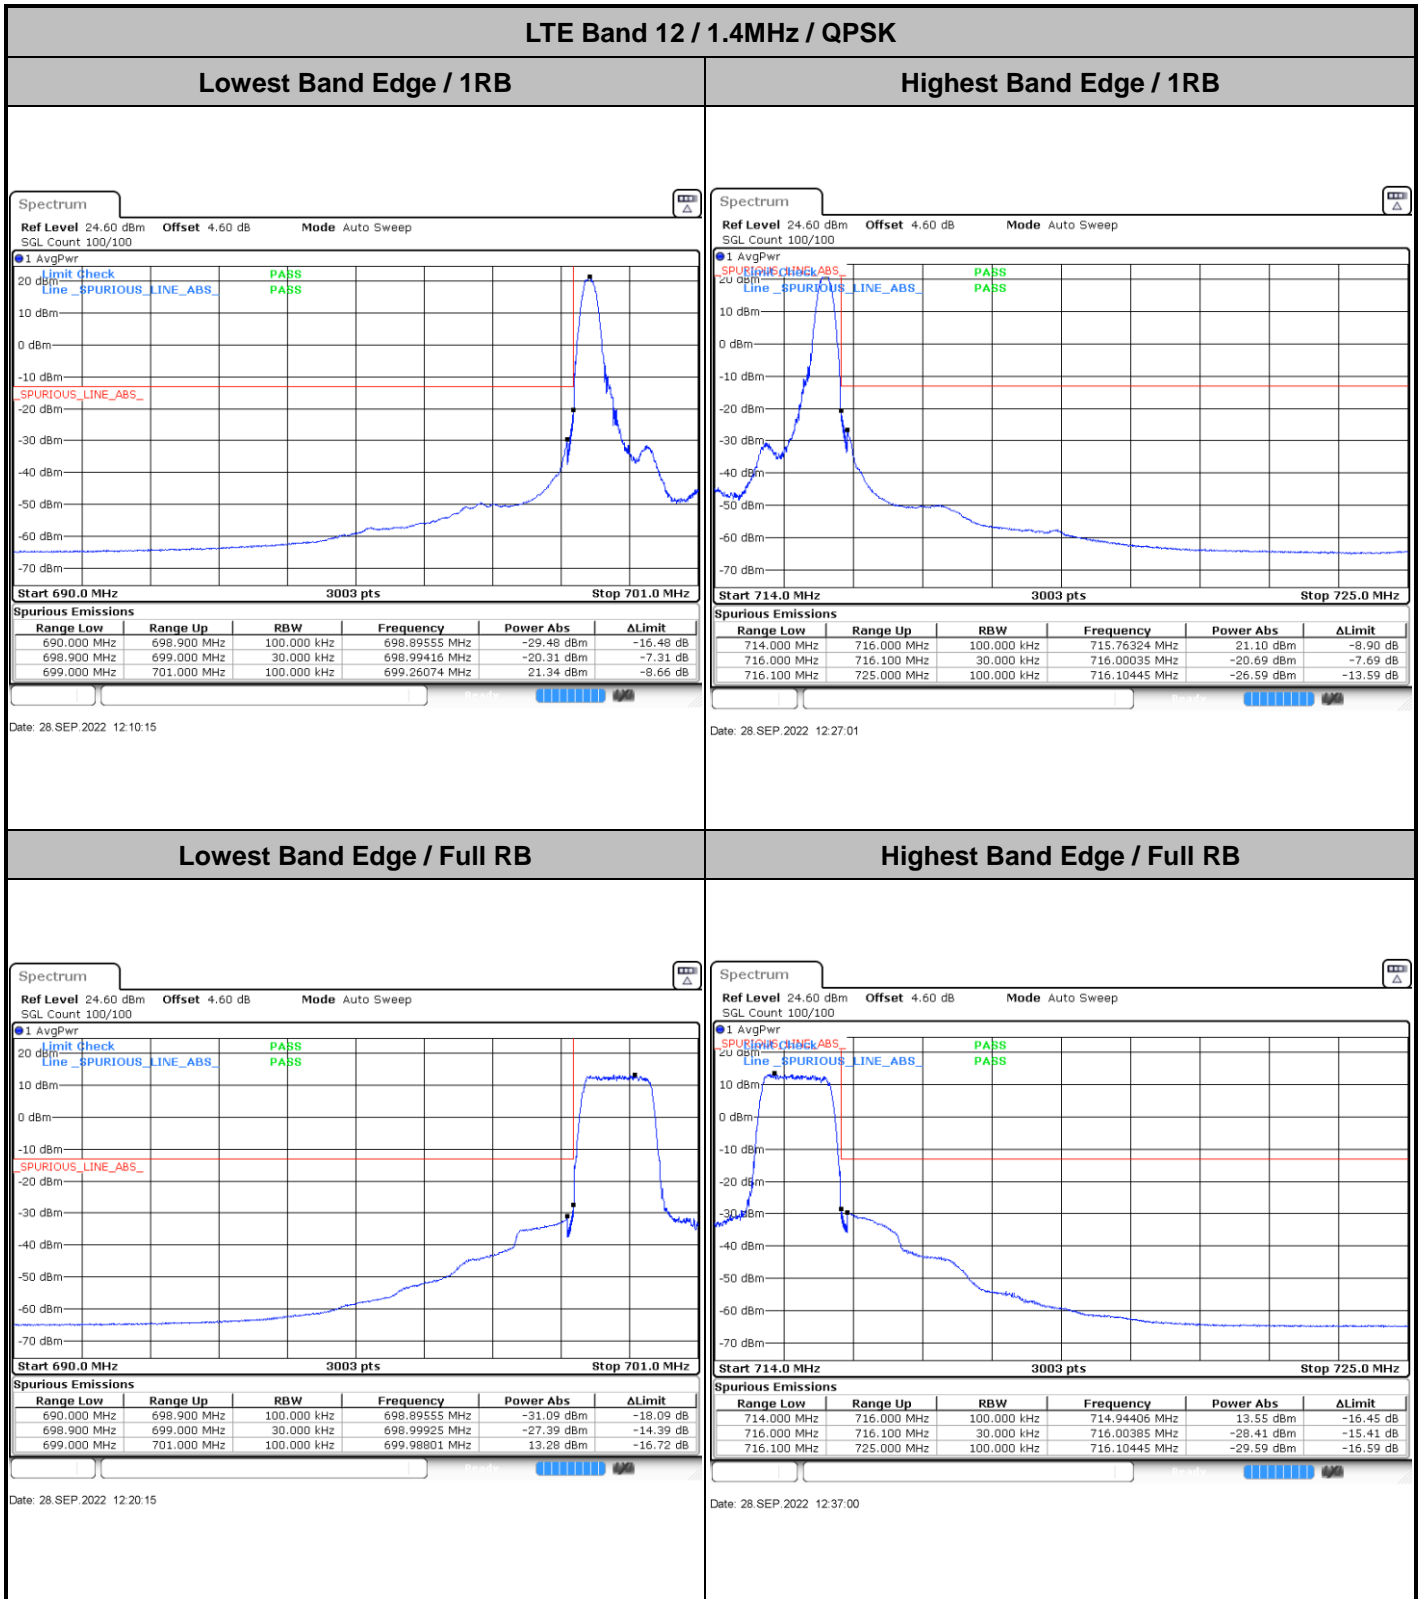 LTE Band 12 / 1.4MHz / QPSK
Lowest Band Edge / 1RB
Highest Band Edge / 1RB
Spectrum
Ref Level 24.60 dBm Offset 4.60 dB Mode Auto Sweep
SGL Count 100/100
1 AvgPwr
Limit Check PASS
20 dBm
Line _SPURIOUS_LINE_ABS_ PASS
10 dBm
0 dBm
-10 dBm
_SPURIOUS_LINE_ABS_
-20 dBm
-30 dBm
-40 dBm
-50 dBm
-60 dBm
-70 dBm
Start 690.0 MHz 3003 pts Stop 701.0 MHz
Spurious Emissions
Range Low Range Up RBW Frequency Power Abs ΔLimit
690.000 MHz 698.900 MHz 100.000 kHz 698.89555 MHz -29.48 dBm -16.48 dB
698.900 MHz 699.000 MHz 30.000 kHz 698.99416 MHz -20.31 dBm -7.31 dB
699.000 MHz 701.000 MHz 100.000 kHz 699.26074 MHz 21.34 dBm -8.66 dB
Ready
Date: 28.SEP.2022 12:10:15
Spectrum
Ref Level 24.60 dBm Offset 4.60 dB Mode Auto Sweep
SGL Count 100/100
1 AvgPwr
_SPURIOUS_LINE_ABS_
Limit Check PASS
20 dBm
Line _SPURIOUS_LINE_ABS_ PASS
10 dBm
0 dBm
-10 dBm
-20 dBm
-30 dBm
-40 dBm
-50 dBm
-60 dBm
-70 dBm
Start 714.0 MHz 3003 pts Stop 725.0 MHz
Spurious Emissions
Range Low Range Up RBW Frequency Power Abs ΔLimit
714.000 MHz 716.000 MHz 100.000 kHz 715.76324 MHz 21.10 dBm -8.90 dB
716.000 MHz 716.100 MHz 30.000 kHz 716.00035 MHz -20.69 dBm -7.69 dB
716.100 MHz 725.000 MHz 100.000 kHz 716.10445 MHz -26.59 dBm -13.59 dB
Date: 28.SEP.2022 12:27:01
Lowest Band Edge / Full RB
Highest Band Edge / Full RB
Spectrum
Ref Level 24.60 dBm Offset 4.60 dB Mode Auto Sweep
SGL Count 100/100
1 AvgPwr
Limit Check PASS
20 dBm
Line _SPURIOUS_LINE_ABS_ PASS
10 dBm
0 dBm
-10 dBm
_SPURIOUS_LINE_ABS_
-20 dBm
-30 dBm
-40 dBm
-50 dBm
-60 dBm
-70 dBm
Start 690.0 MHz 3003 pts Stop 701.0 MHz
Spurious Emissions
Range Low Range Up RBW Frequency Power Abs ΔLimit
690.000 MHz 698.900 MHz 100.000 kHz 698.89555 MHz -31.09 dBm -18.09 dB
698.900 MHz 699.000 MHz 30.000 kHz 698.99925 MHz -27.39 dBm -14.39 dB
699.000 MHz 701.000 MHz 100.000 kHz 699.98801 MHz 13.28 dBm -16.72 dB
Ready
Date: 28.SEP.2022 12:20:15
Spectrum
Ref Level 24.60 dBm Offset 4.60 dB Mode Auto Sweep
SGL Count 100/100
1 AvgPwr
_SPURIOUS_LINE_ABS_
Limit Check PASS
20 dBm
Line _SPURIOUS_LINE_ABS_ PASS
10 dBm
0 dBm
-10 dBm
-20 dBm
-30 dBm
-40 dBm
-50 dBm
-60 dBm
-70 dBm
Start 714.0 MHz 3003 pts Stop 725.0 MHz
Spurious Emissions
Range Low Range Up RBW Frequency Power Abs ΔLimit
714.000 MHz 716.000 MHz 100.000 kHz 714.94406 MHz 13.55 dBm -16.45 dB
716.000 MHz 716.100 MHz 30.000 kHz 716.00385 MHz -28.41 dBm -15.41 dB
716.100 MHz 725.000 MHz 100.000 kHz 716.10445 MHz -29.59 dBm -16.59 dB
Ready
Date: 28.SEP.2022 12:37:00